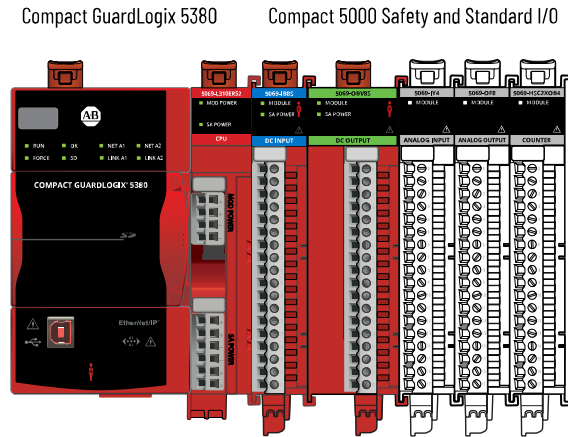 Compact GuardLogix 5380
Compact 5000 Safety and Standard I/O
AB
RUN OK NET A1 NET A2
FORCE SD LINK A1 LINK A2
COMPACT GUARDLOGIX 5380
EtherNet/IP
5069-L310ERS2
MOD POWER
SA POWER
CPU
MOD POWER
SA POWER
5069-IB8S
MODULE
SA POWER
DC INPUT
5069-OBV8S
MODULE
SA POWER
DC OUTPUT
5069-IY4
MODULE
ANALOG INPUT
5069-OF8
MODULE
ANALOG OUTPUT
5069-HSC2XOB4
MODULE
COUNTER